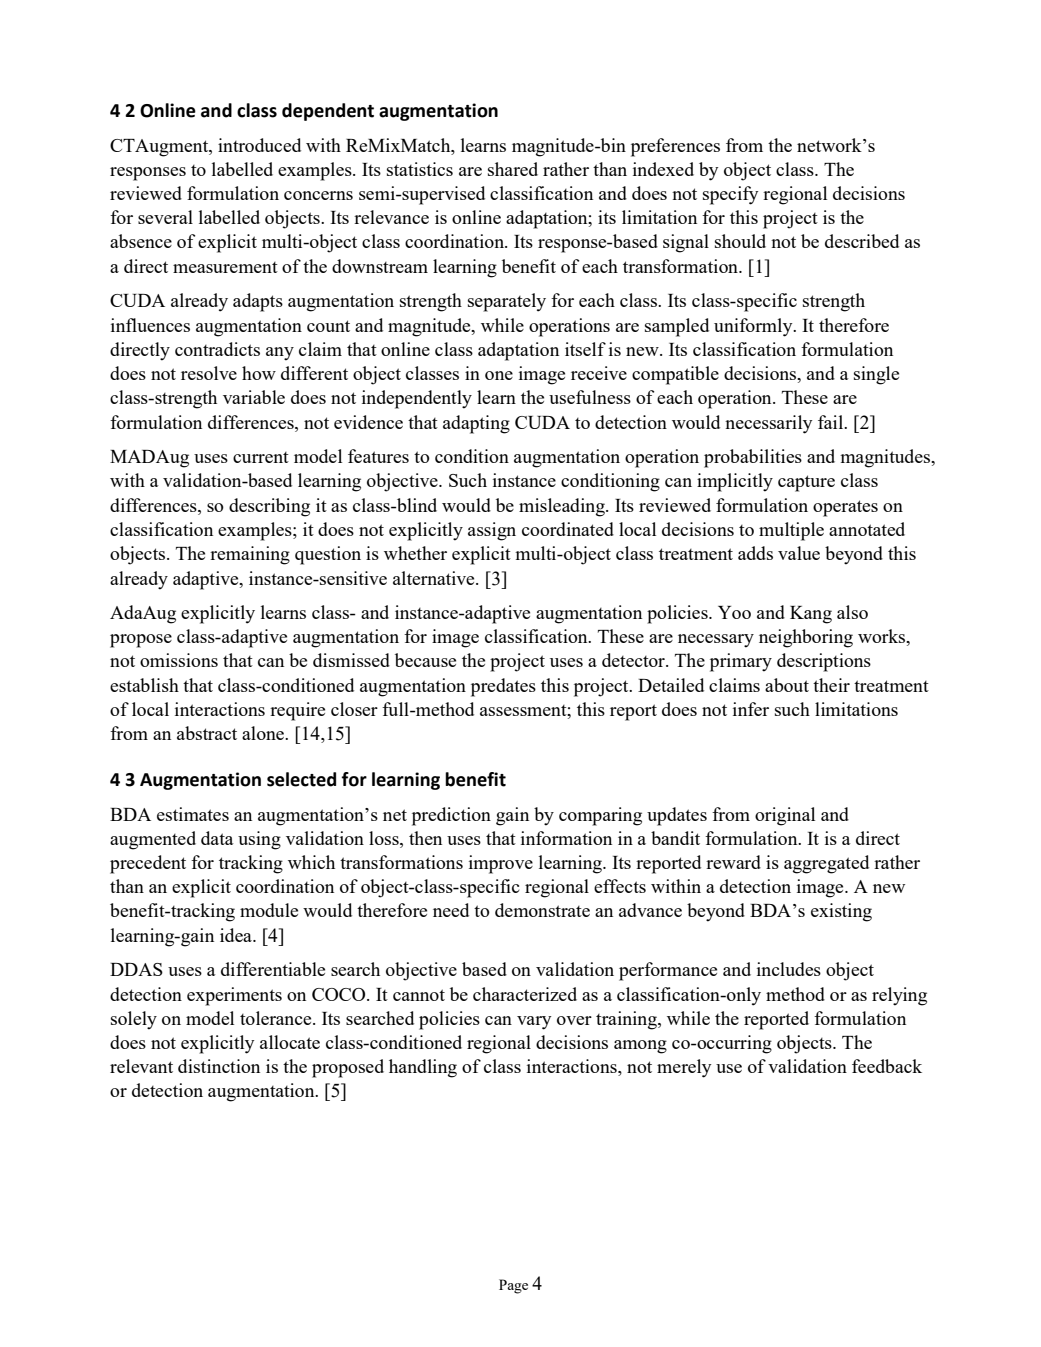 4 2 Online and class dependent augmentation
CTAugment, introduced with ReMixMatch, learns magnitude-bin preferences from the network’s
responses to labelled examples. Its statistics are shared rather than indexed by object class. The
reviewed formulation concerns semi-supervised classification and does not specify regional decisions
for several labelled objects. Its relevance is online adaptation; its limitation for this project is the
absence of explicit multi-object class coordination. Its response-based signal should not be described as
a direct measurement of the downstream learning benefit of each transformation. [1]
CUDA already adapts augmentation strength separately for each class. Its class-specific strength
influences augmentation count and magnitude, while operations are sampled uniformly. It therefore
directly contradicts any claim that online class adaptation itself is new. Its classification formulation
does not resolve how different object classes in one image receive compatible decisions, and a single
class-strength variable does not independently learn the usefulness of each operation. These are
formulation differences, not evidence that adapting CUDA to detection would necessarily fail. [2]
MADAug uses current model features to condition augmentation operation probabilities and magnitudes,
with a validation-based learning objective. Such instance conditioning can implicitly capture class
differences, so describing it as class-blind would be misleading. Its reviewed formulation operates on
classification examples; it does not explicitly assign coordinated local decisions to multiple annotated
objects. The remaining question is whether explicit multi-object class treatment adds value beyond this
already adaptive, instance-sensitive alternative. [3]
AdaAug explicitly learns class- and instance-adaptive augmentation policies. Yoo and Kang also
propose class-adaptive augmentation for image classification. These are necessary neighboring works,
not omissions that can be dismissed because the project uses a detector. The primary descriptions
establish that class-conditioned augmentation predates this project. Detailed claims about their treatment
of local interactions require closer full-method assessment; this report does not infer such limitations
from an abstract alone. [14,15]
4 3 Augmentation selected for learning benefit
BDA estimates an augmentation’s net prediction gain by comparing updates from original and
augmented data using validation loss, then uses that information in a bandit formulation. It is a direct
precedent for tracking which transformations improve learning. Its reported reward is aggregated rather
than an explicit coordination of object-class-specific regional effects within a detection image. A new
benefit-tracking module would therefore need to demonstrate an advance beyond BDA’s existing
learning-gain idea. [4]
DDAS uses a differentiable search objective based on validation performance and includes object
detection experiments on COCO. It cannot be characterized as a classification-only method or as relying
solely on model tolerance. Its searched policies can vary over training, while the reported formulation
does not explicitly allocate class-conditioned regional decisions among co-occurring objects. The
relevant distinction is the proposed handling of class interactions, not merely use of validation feedback
or detection augmentation. [5]
Page 4